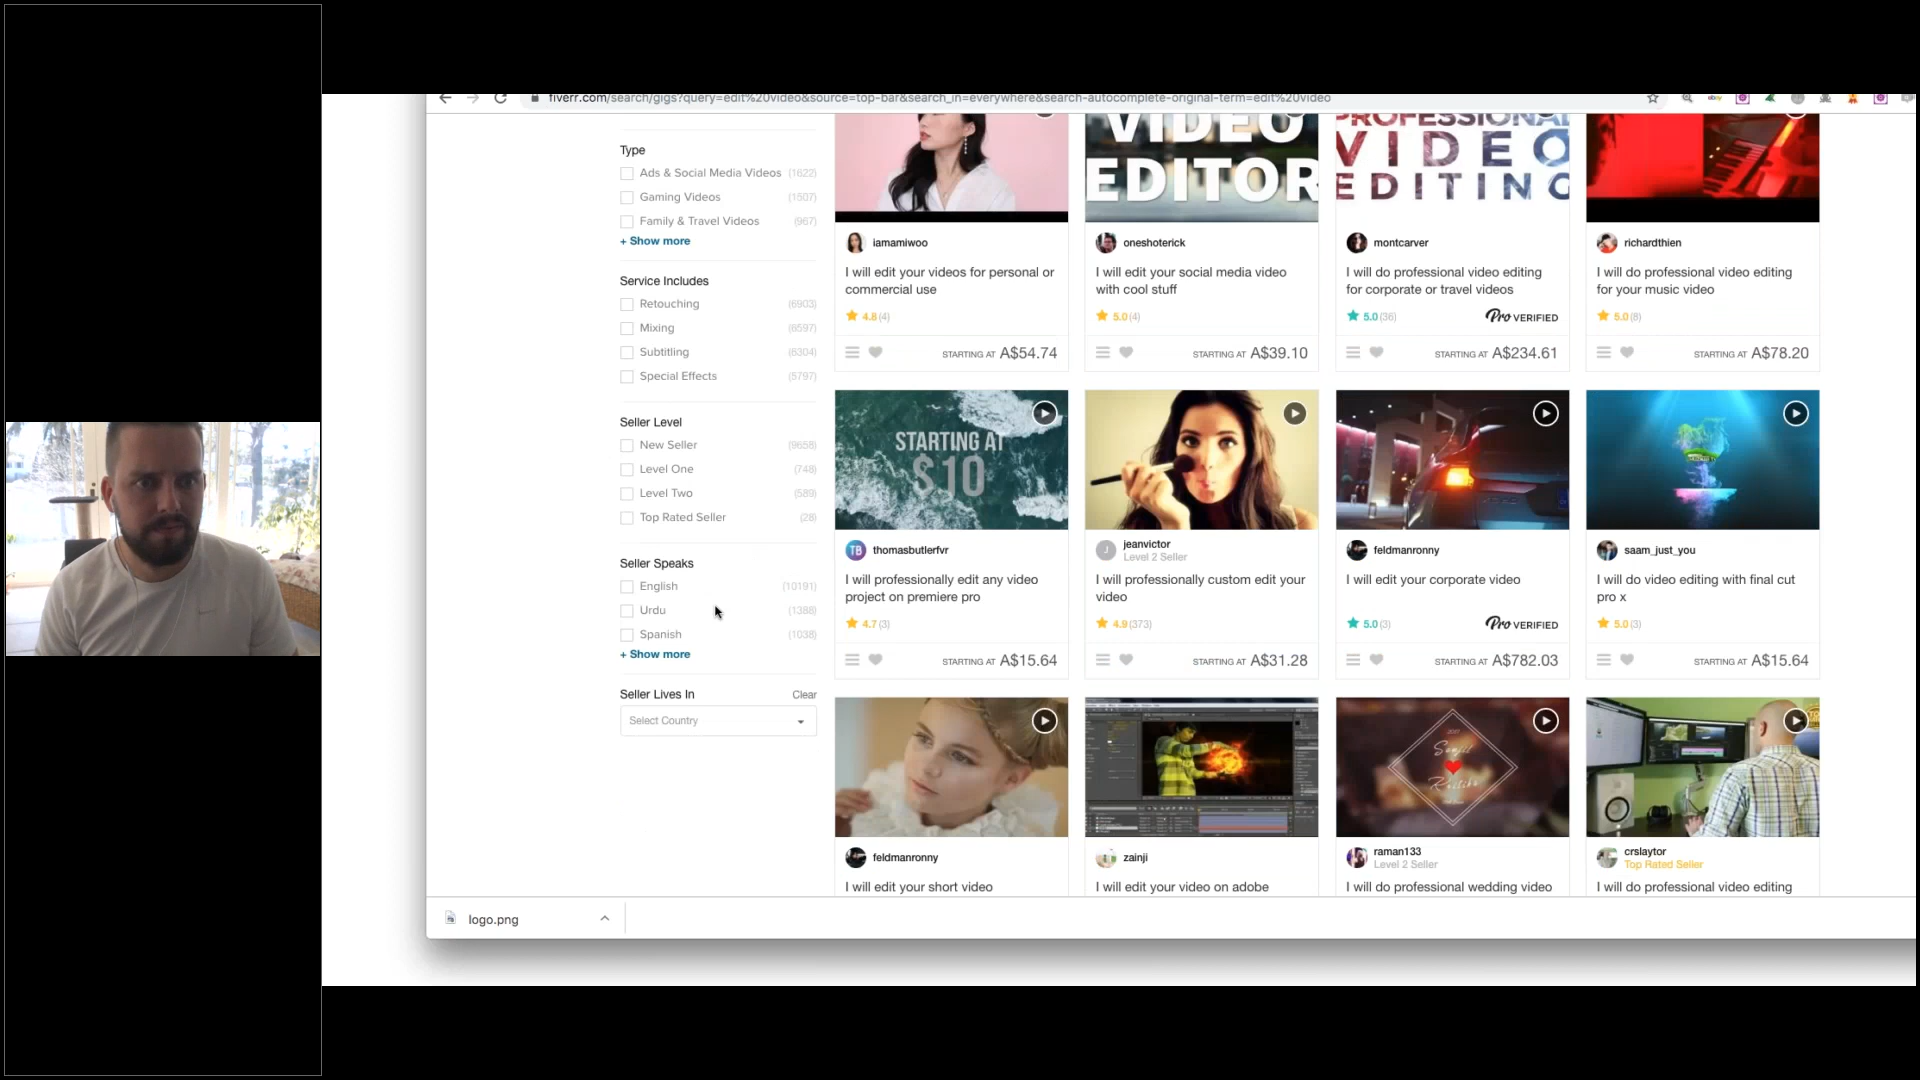 fiverr.com/search/gigs?query=edit%20video&source=top-bar&search_in=everywhere&search-autocomplete-original-term=edit%20video
Type
Ads & Social Media Videos (1622)
Gaming Videos (1507)
Family & Travel Videos (967)
+ Show more
Service Includes
Retouching (6903)
Mixing (6597)
Subtitling (6304)
Special Effects (5797)
Seller Level
New Seller (9658)
Level One (748)
Level Two (589)
Top Rated Seller (28)
Seller Speaks
English (10191)
Urdu (1388)
Spanish (1038)
+ Show more
Seller Lives In Clear
Select Country
iamamiwoo
I will edit your videos for personal or
commercial use
4.8 (4)
STARTING AT A$54.74
VIDEO
EDITOR
oneshoterick
I will edit your social media video
with cool stuff
5.0 (4)
STARTING AT A$39.10
PROFESSIONAL
VIDEO
EDITING
montcarver
I will do professional video editing
for corporate or travel videos
5.0 (36) Pro VERIFIED
STARTING AT A$234.61
richardthien
I will do professional video editing
for your music video
5.0 (8)
STARTING AT A$78.20
STARTING AT
$10
TB thomasbutlerfvr
I will professionally edit any video
project on premiere pro
4.7 (3)
STARTING AT A$15.64
J jeanvictor
Level 2 Seller
I will professionally custom edit your
video
4.9 (373)
STARTING AT A$31.28
feldmanronny
I will edit your corporate video
5.0 (3) Pro VERIFIED
STARTING AT A$782.03
saam_just_you
I will do video editing with final cut
pro x
5.0 (3)
STARTING AT A$15.64
feldmanronny
I will edit your short video
zainji
I will edit your video on adobe
raman133
Level 2 Seller
I will do professional wedding video
crslaytor
Top Rated Seller
I will do professional video editing
logo.png